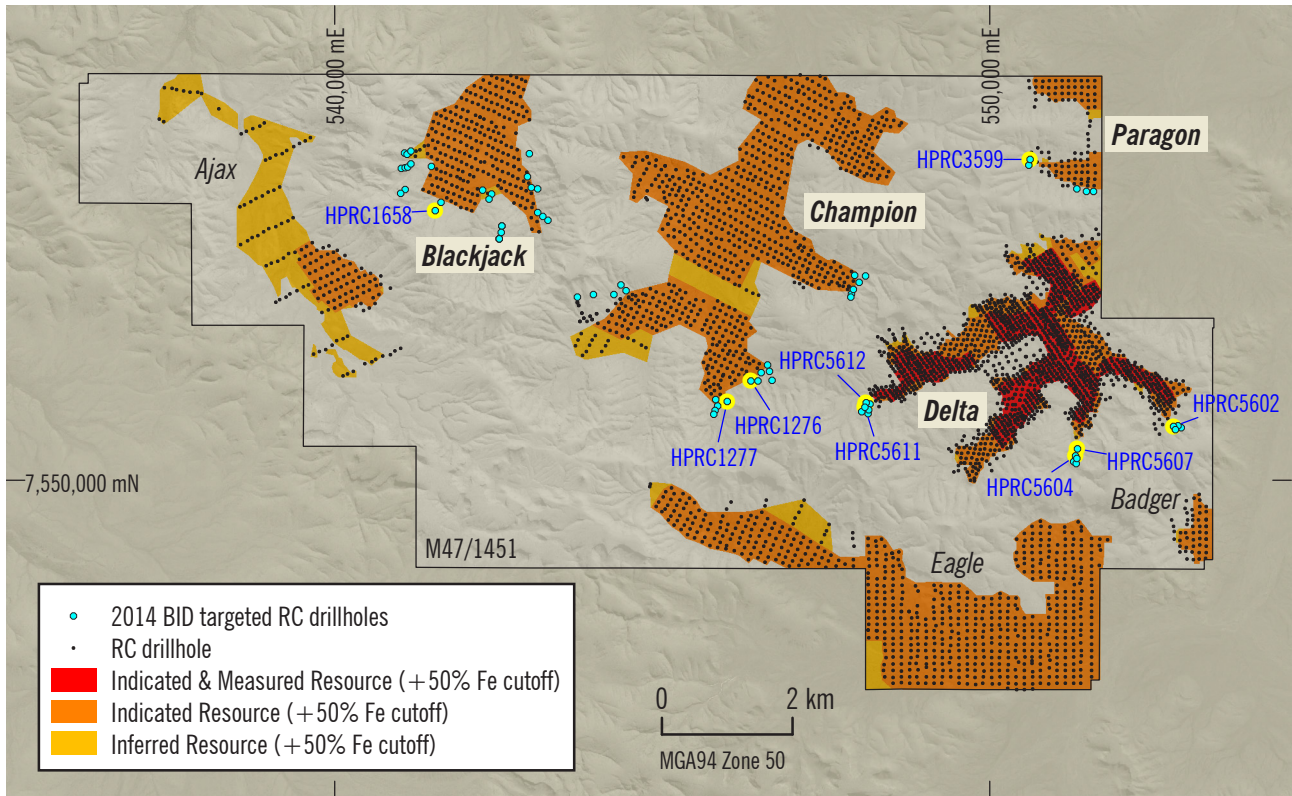 540,000 mE
550,000 mE
Paragon
HPRC3599
Ajax
HPRC1658
Champion
Blackjack
HPRC5612
HPRC5602
Delta
HPRC1276
HPRC5611
HPRC1277
HPRC5607
HPRC5604
7,550,000 mN
Badger
M47/1451
Eagle
2014 BID targeted RC drillholes
RC drillhole
Indicated & Measured Resource (+50% Fe cutoff)
Indicated Resource (+50% Fe cutoff)
Inferred Resource (+50% Fe cutoff)
0 2 km
MGA94 Zone 50